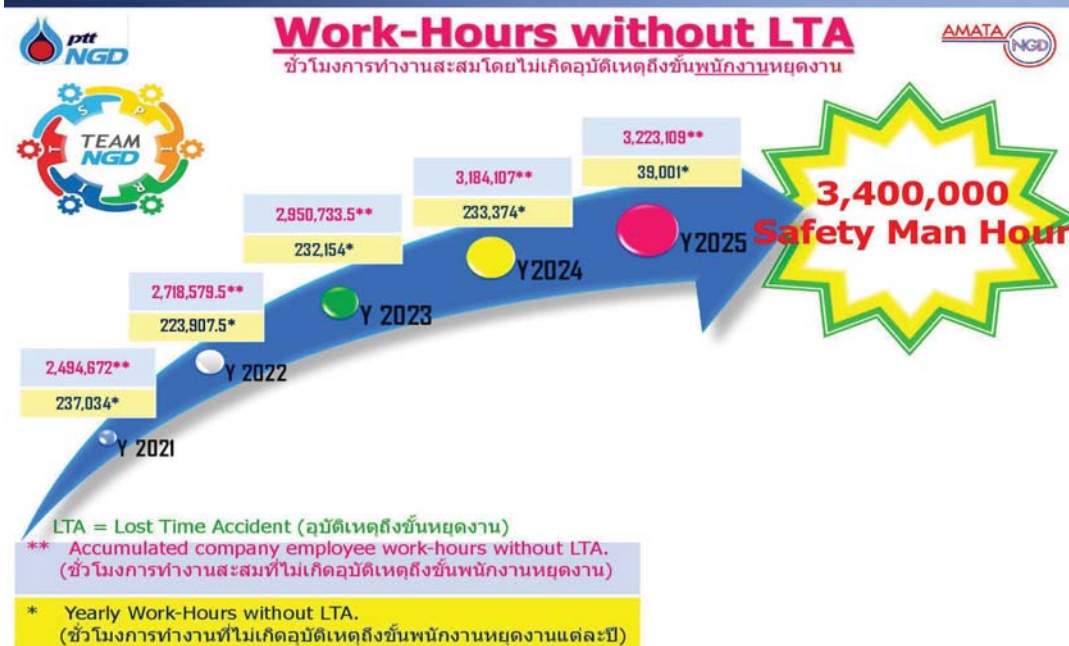 ptt
NGD
Work-Hours without LTA
ชั่วโมงการทำงานสะสมโดยไม่เกิดอุบัติเหตุถึงขั้นพนักงานหยุดงาน
AMATA NGD
S P I R I T
TEAM
NGD
3,223,109**
39,001*
3,184,107**
233,374*
2,950,733.5**
232,154*
2,718,579.5**
223,907.5*
2,494,672**
237,034*
3,400,000
Safety Man Hour
Y2025
Y2024
Y 2023
Y 2022
Y 2021
LTA = Lost Time Accident (อุบัติเหตุถึงขั้นหยุดงาน)
** Accumulated company employee work-hours without LTA.
(ชั่วโมงการทำงานสะสมที่ไม่เกิดอุบัติเหตุถึงขั้นพนักงานหยุดงาน)
* Yearly Work-Hours without LTA.
(ชั่วโมงการทำงานที่ไม่เกิดอุบัติเหตุถึงขั้นพนักงานหยุดงานแต่ละปี)